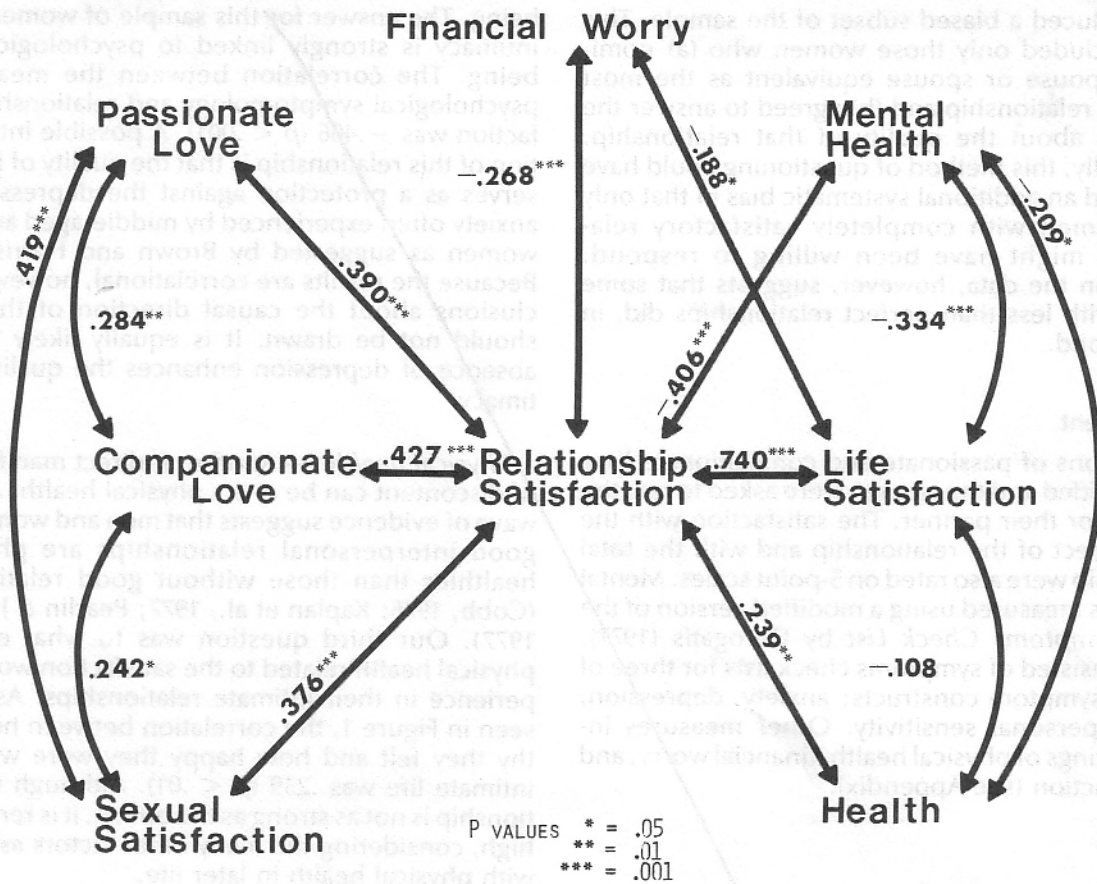 Financial Worry
Passionate
Love
Mental
Health
-.268***
.188*
-.209*
.419***
.390***
.284**
-.334***
-.406***
Companionate
Love
.427***
Relationship
Satisfaction
.740***
Life
Satisfaction
.242*
.376***
.239**
-.108
Sexual
Satisfaction
Health
P VALUES * = .05
** = .01
*** = .001